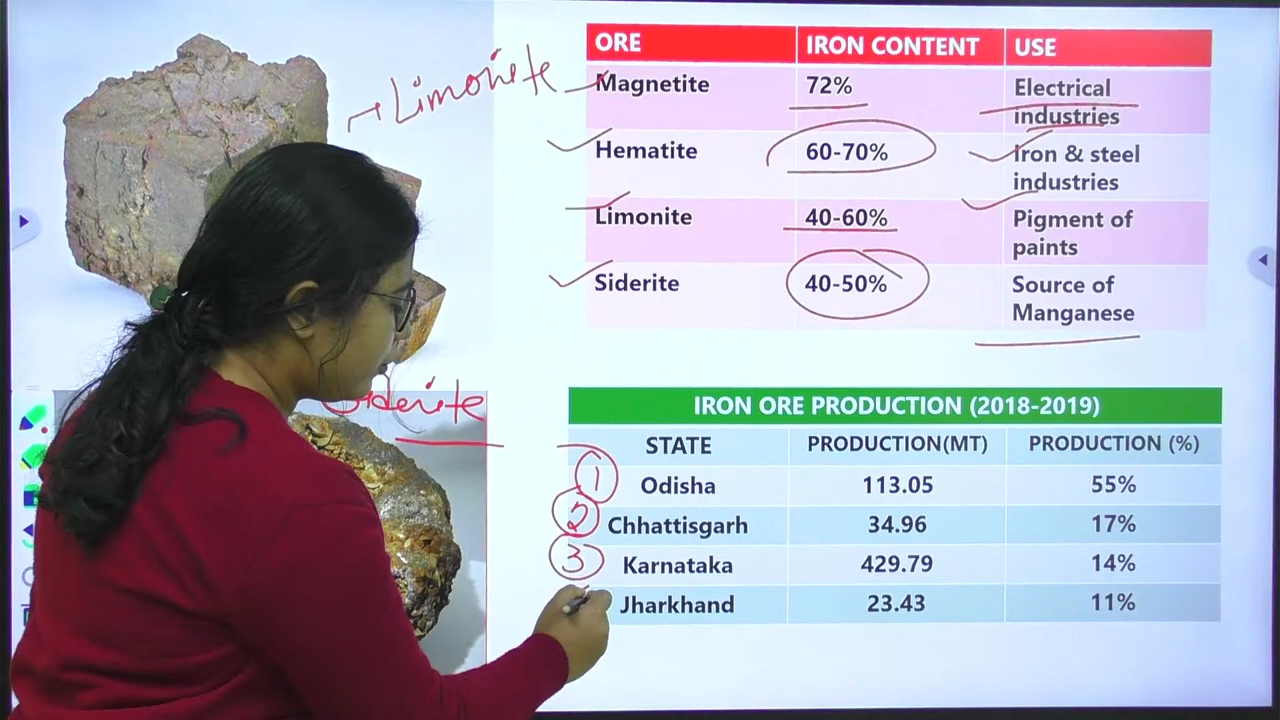 Limonite
Siderite
ORE IRON CONTENT USE
Magnetite 72% Electrical
industries
Hematite 60-70% Iron & steel
industries
Limonite 40-60% Pigment of
paints
Siderite 40-50% Source of
Manganese
IRON ORE PRODUCTION (2018-2019)
STATE PRODUCTION(MT) PRODUCTION (%)
1 Odisha 113.05 55%
2 Chhattisgarh 34.96 17%
3 Karnataka 429.79 14%
Jharkhand 23.43 11%